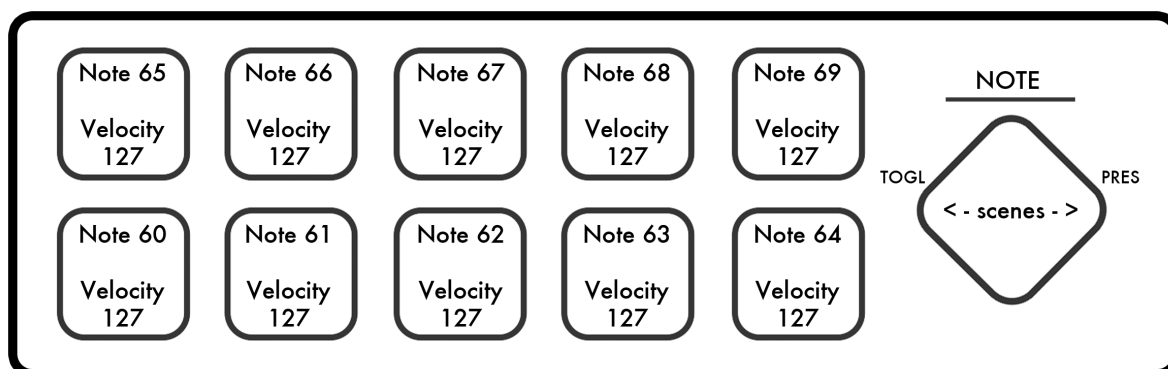 Note 65
Velocity
127
Note 66
Velocity
127
Note 67
Velocity
127
Note 68
Velocity
127
Note 69
Velocity
127
Note 60
Velocity
127
Note 61
Velocity
127
Note 62
Velocity
127
Note 63
Velocity
127
Note 64
Velocity
127
NOTE
TOGL
PRES
< - scenes - >